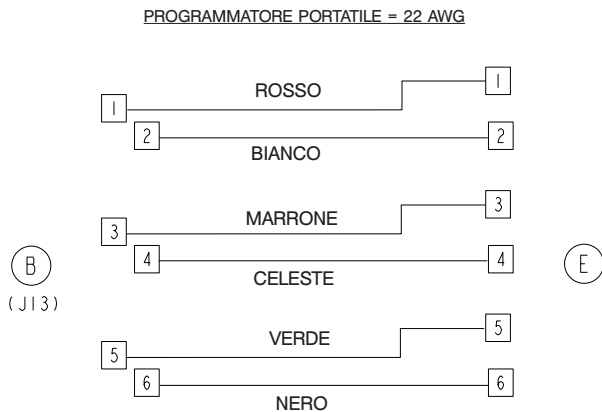 PROGRAMMATORE PORTATILE = 22 AWG
ROSSO
1
1
2
2
BIANCO
MARRONE
3
3
B
4
4
E
(J13)
CELESTE
VERDE
5
5
6
6
NERO